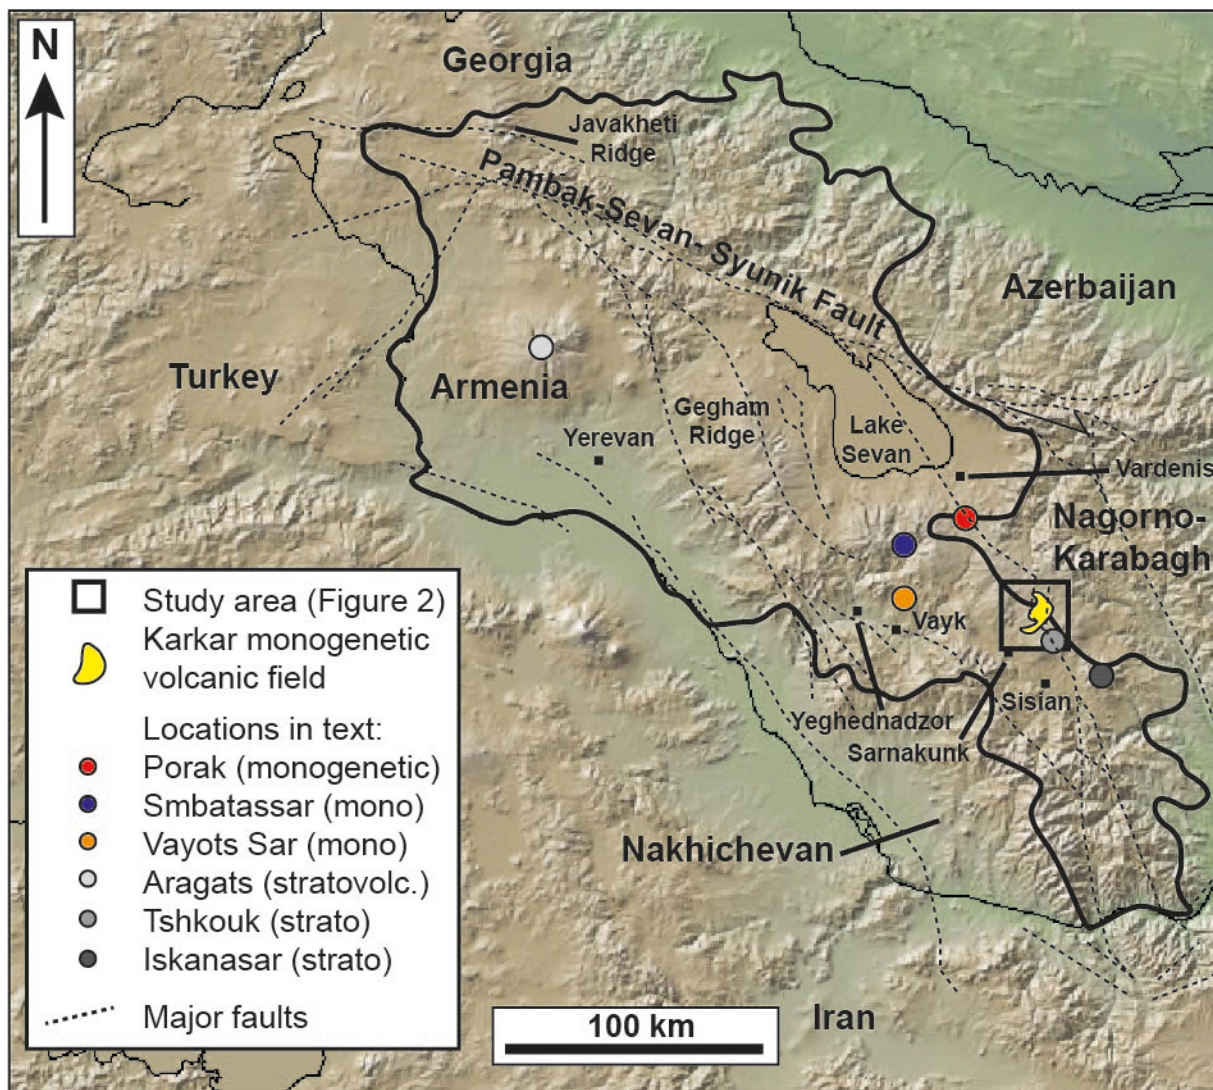 N
Georgia
Javakheti
Ridge
Pambak-Sevan- Syunik Fault
Azerbaijan
Turkey
Armenia
Gegham
Ridge
Lake
Sevan
Yerevan
Vardenis
Nagorno-
Karabagh
Vayk
Yeghednadzor
Sisian
Sarnakunk
Nakhichevan
Iran
Study area (Figure 2)
Karkar monogenetic
volcanic field
Locations in text:
Porak (monogenetic)
Smbatassar (mono)
Vayots Sar (mono)
Aragats (stratovolc.)
Tshkouk (strato)
Iskanasar (strato)
Major faults
100 km